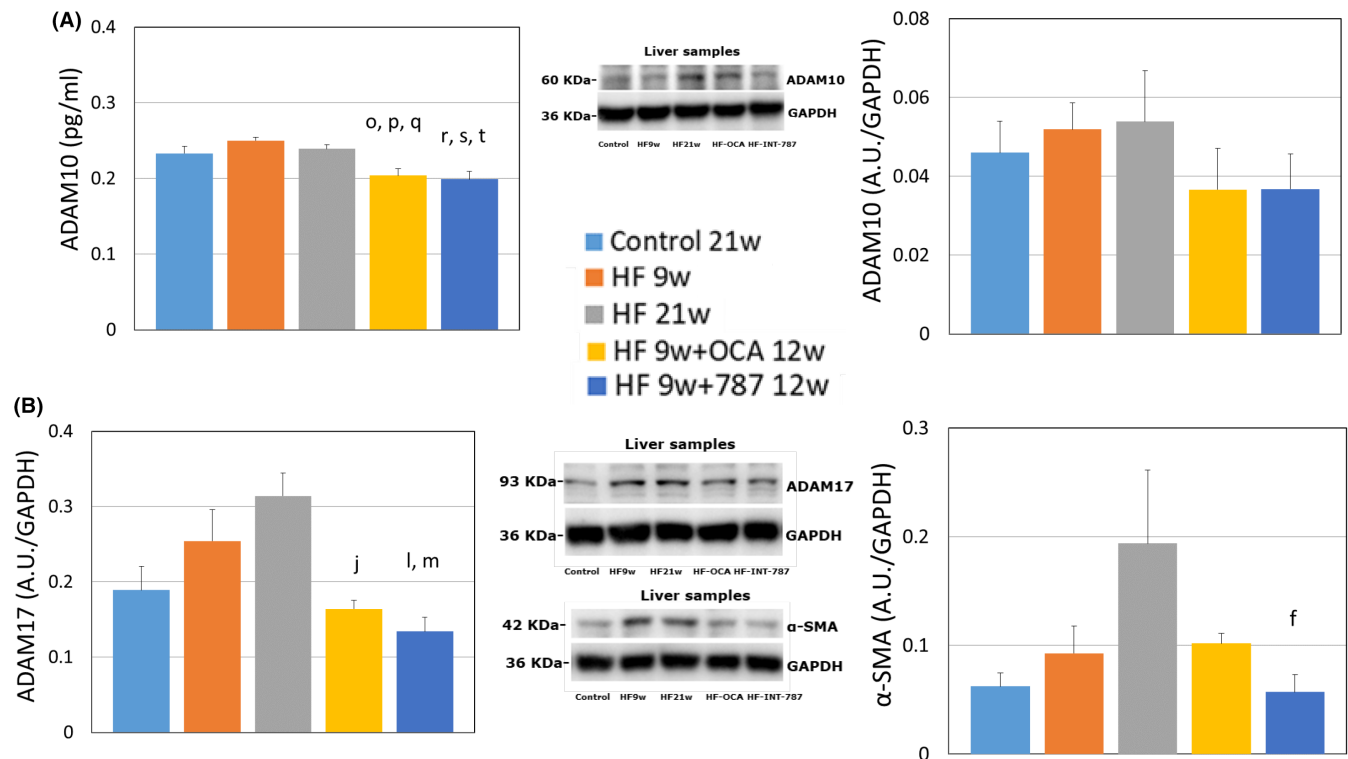 (A)
ADAM10 (pg/ml)
0.4
0.3
0.2
0.1
0
o, p, q
r, s, t
Liver samples
60 KDa-
ADAM10
36 KDa-
GAPDH
Control HF9w HF21w HF-OCA HF-INT-787
ADAM10 (A.U./GAPDH)
0.08
0.06
0.04
0.02
0
Control 21w
HF 9w
HF 21w
HF 9w+OCA 12w
HF 9w+787 12w
(B)
ADAM17 (A.U./GAPDH)
0.4
0.3
0.2
0.1
0
j
l, m
Liver samples
93 KDa-
ADAM17
36 KDa-
GAPDH
Control HF9w HF21w HF-OCA HF-INT-787
Liver samples
42 KDa-
α-SMA
36 KDa-
GAPDH
Control HF9w HF21w HF-OCA HF-INT-787
α-SMA (A.U./GAPDH)
0.3
0.2
0.1
0
f